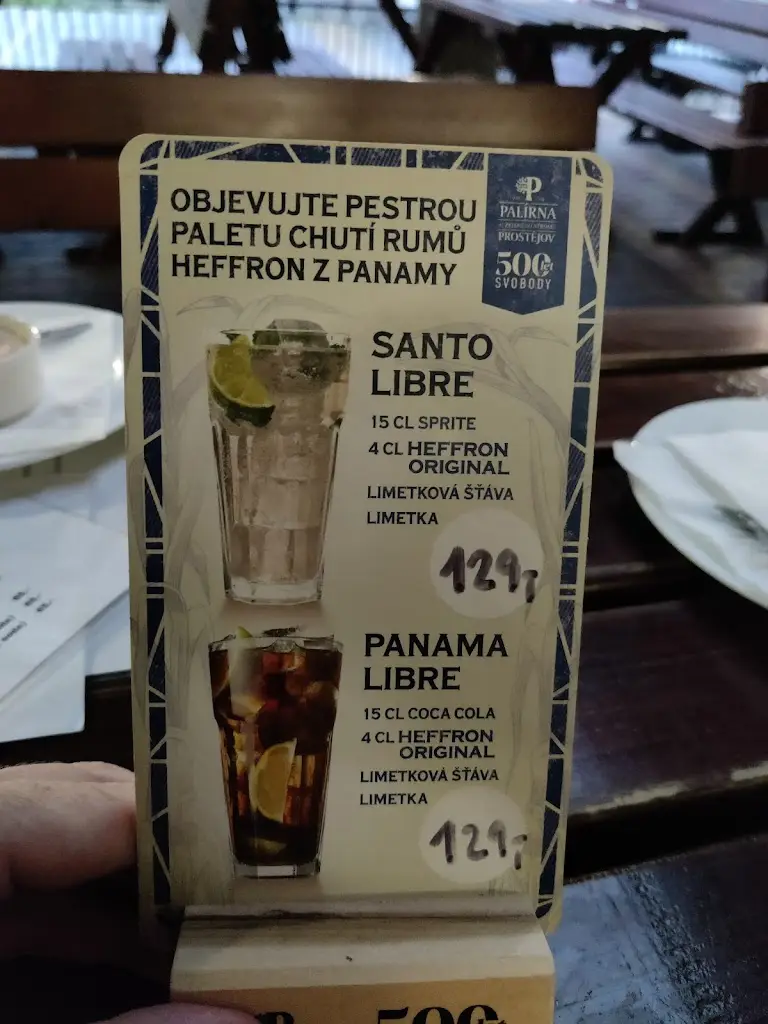 OBJEVUJTE PESTROU
PALETU CHUTÍ RUMŮ
HEFFRON Z PANAMY
P
PALÍRNA
PROSTĚJOV
500 let
SVOBODY
SANTO
LIBRE
15 CL SPRITE
4 CL HEFFRON
ORIGINAL
LIMETKOVÁ ŠŤÁVA
LIMETKA
129,-
PANAMA
LIBRE
15 CL COCA COLA
4 CL HEFFRON
ORIGINAL
LIMETKOVÁ ŠŤÁVA
LIMETKA
129,-
500let